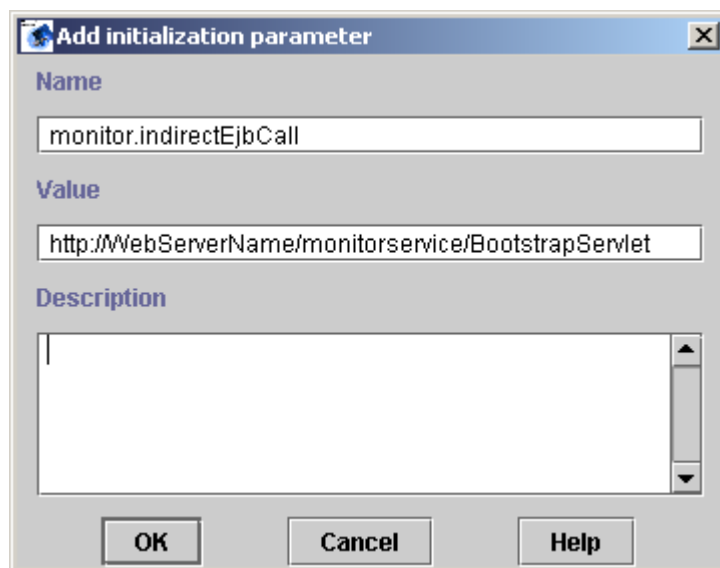 Add initialization parameter
Name
monitor.indirectEjbCall
Value
http://WebServerName/monitorservice/BootstrapServlet
Description
OK Cancel Help